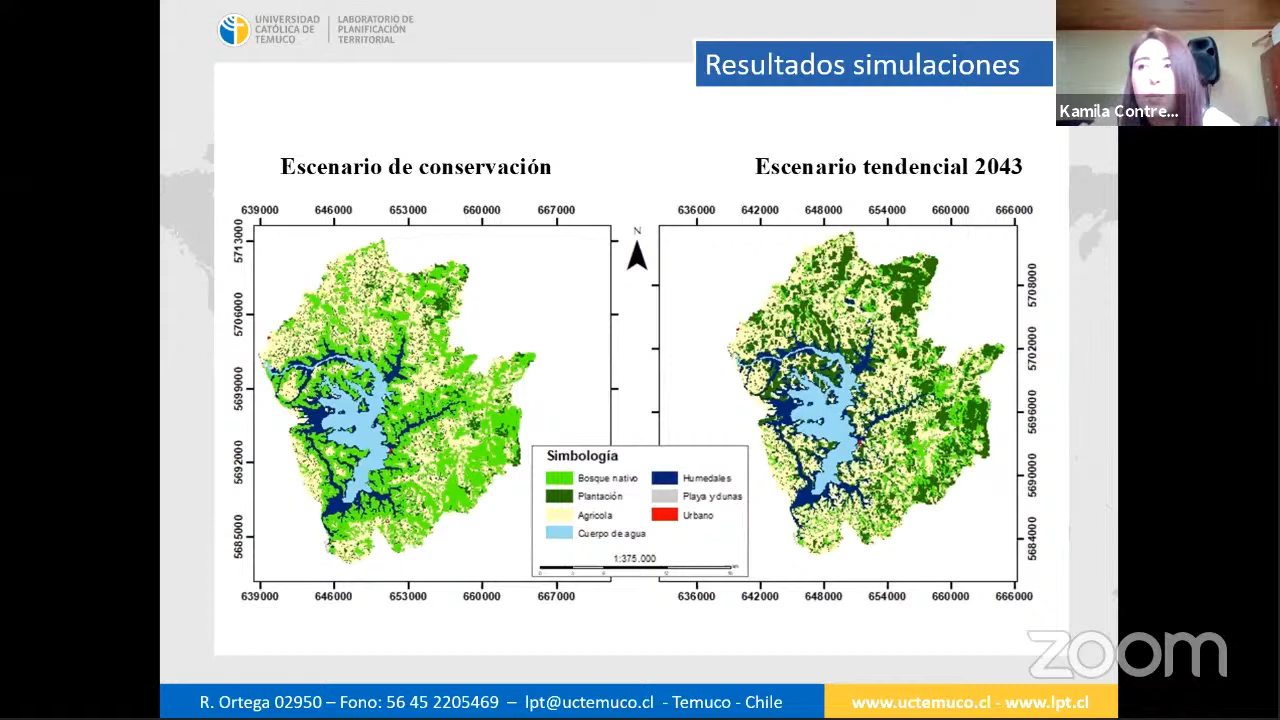 UNIVERSIDAD
CATÓLICA DE
TEMUCO
LABORATORIO DE
PLANIFICACIÓN
TERRITORIAL
Resultados simulaciones
Kamila Contre...
Escenario de conservación
Escenario tendencial 2043
639000 646000 653000 660000 667000
5713000
5706000
5699000
5692000
5685000
639000 646000 653000 660000 667000
N
636000 642000 648000 654000 660000 666000
5708000
5702000
5696000
5690000
5684000
636000 642000 648000 654000 660000 666000
Simbología
Bosque nativo
Plantación
Agricola
Cuerpo de agua
Humedales
Playa y dunas
Urbano
1:375.000
zoom
R. Ortega 02950 – Fono: 56 45 2205469 – lpt@uctemuco.cl - Temuco - Chile
www.uctemuco.cl - www.lpt.cl